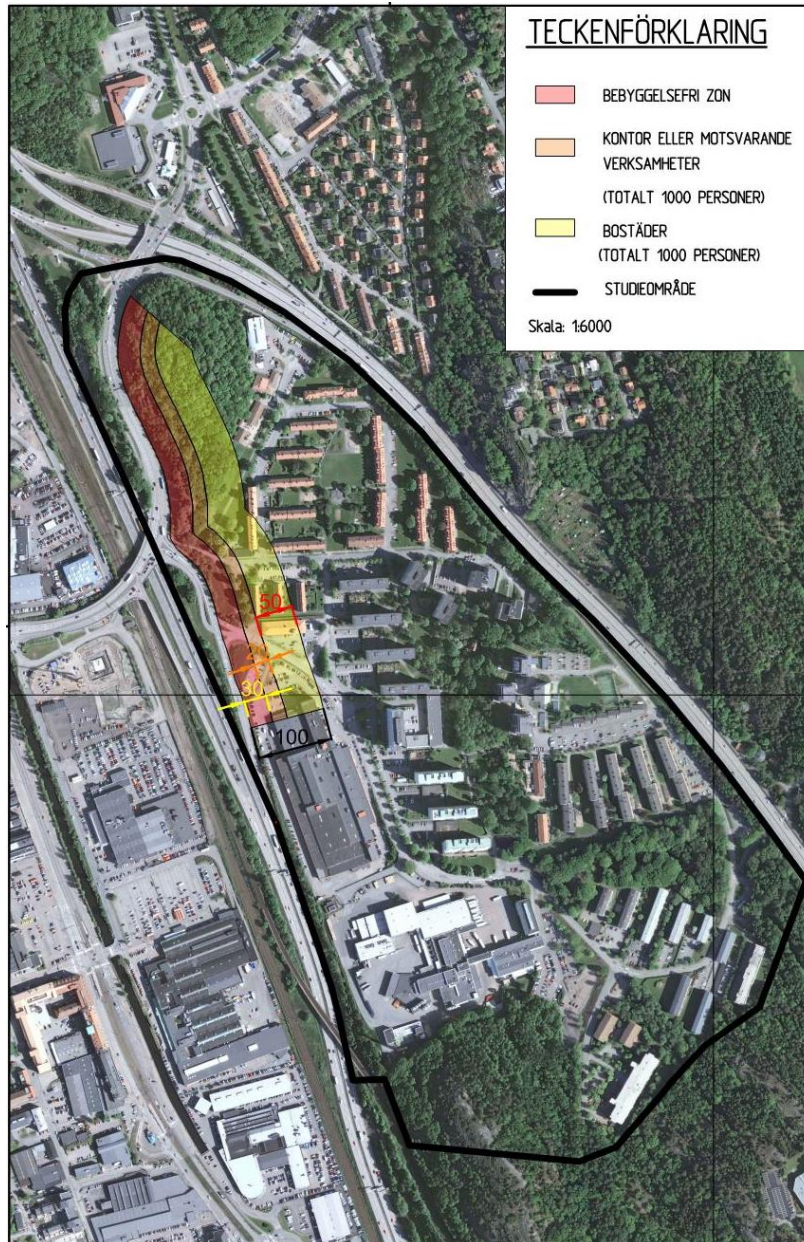 TECKENFÖRKLARING
BEBYGGELSEFRI ZON
KONTOR ELLER MOTSVARANDE
VERKSAMHETER
(TOTALT 1000 PERSONER)
BOSTÄDER
(TOTALT 1000 PERSONER)
STUDIEOMRÅDE
Skala: 1:6000
50
20
30
100